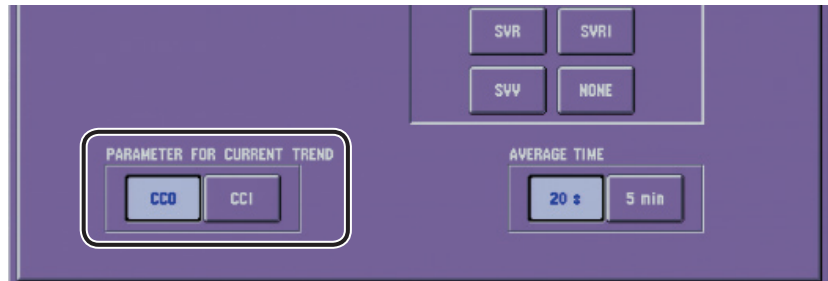 SVR SVRI
SVV NONE
PARAMETER FOR CURRENT TREND
CCO CCI
AVERAGE TIME
20 s 5 min